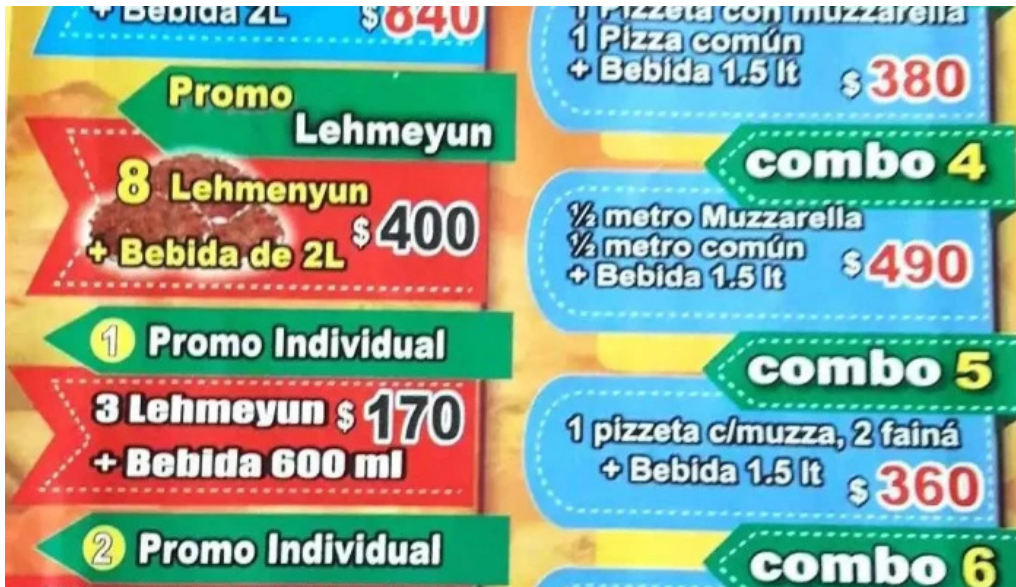 + Bebida 2L $840
Promo
Lehmeyun
8 Lehmenyun
+ Bebida de 2L $400
1 Promo Individual
3 Lehmeyun $170
+ Bebida 600 ml
2 Promo Individual
1 Pizzeta con muzzarella
1 Pizza común
+ Bebida 1.5 lt $380
combo 4
½ metro Muzzarella
½ metro común
+ Bebida 1.5 lt $490
combo 5
1 pizzeta c/muzza, 2 fainá
+ Bebida 1.5 lt $360
combo 6